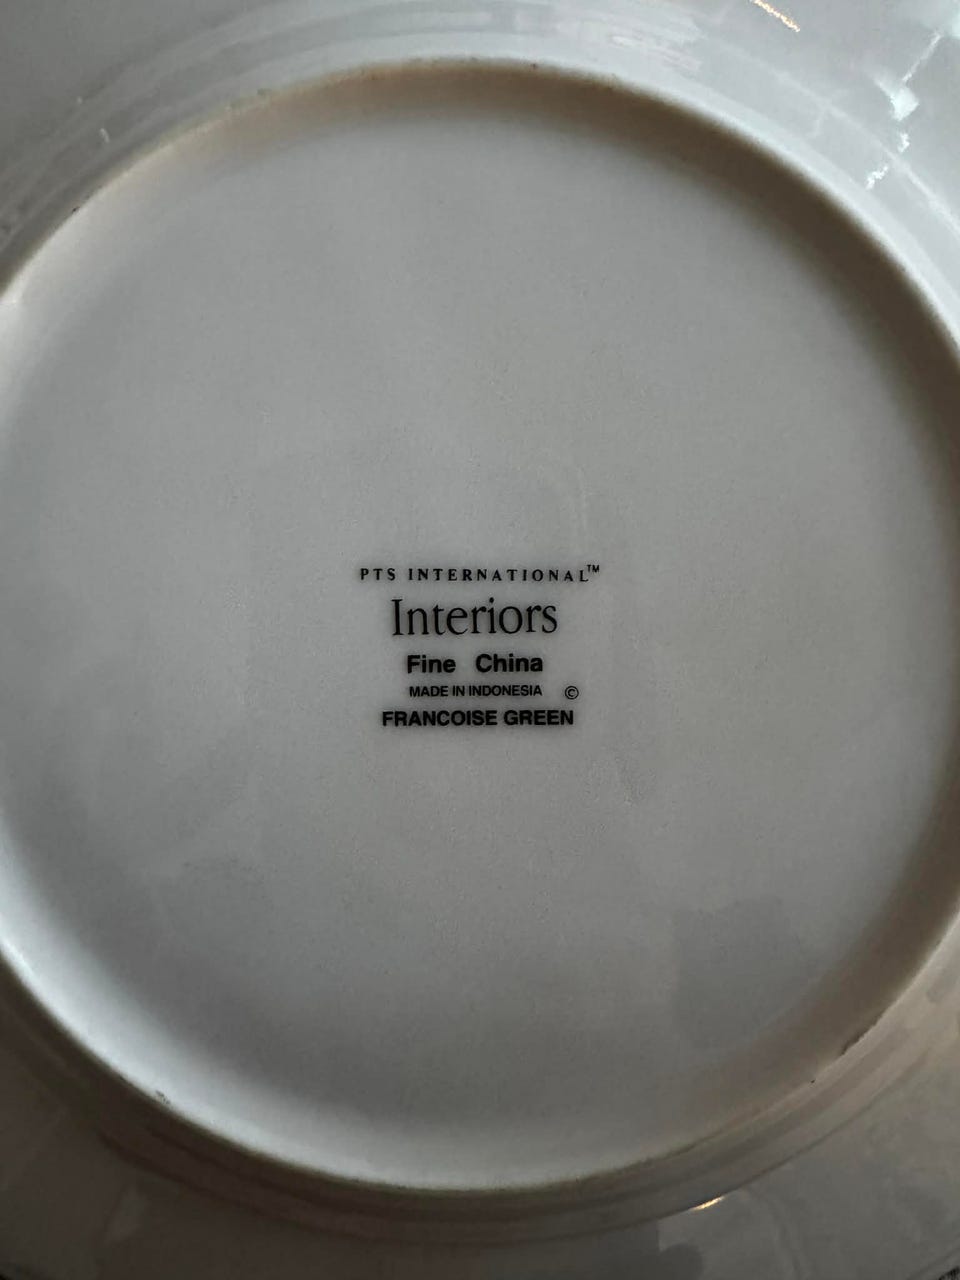 PTS INTERNATIONAL™
Interiors
Fine China
MADE IN INDONESIA ©
FRANCOISE GREEN